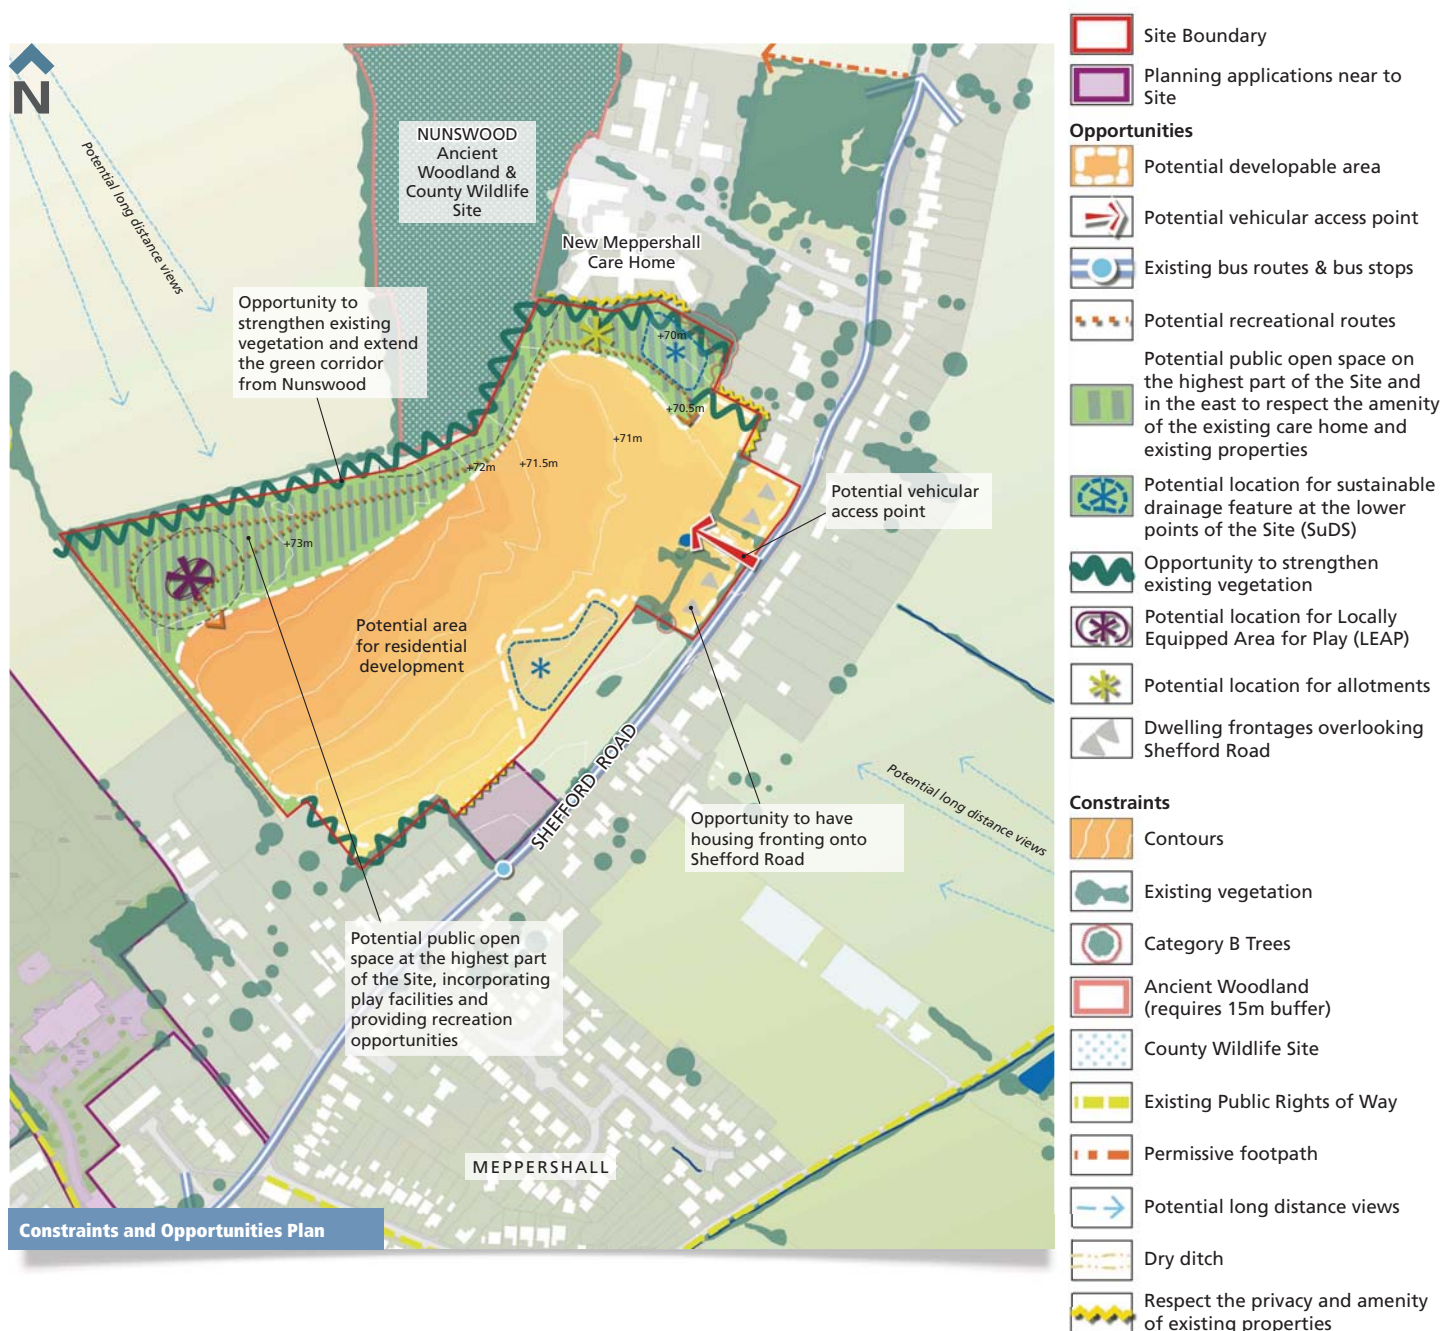 N
Potential long distance views
NUNSWOOD
Ancient
Woodland &
County Wildlife
Site
New Meppershall
Care Home
Opportunity to
strengthen existing
vegetation and extend
the green corridor
from Nunswood
+70m
+70.5m
+71m
+71.5m
+72m
+73m
Potential vehicular
access point
Potential area
for residential
development
SHEFFORD ROAD
Potential long distance views
Opportunity to have
housing fronting onto
Shefford Road
Potential public open
space at the highest part
of the Site, incorporating
play facilities and
providing recreation
opportunities
MEPPERSHALL
Constraints and Opportunities Plan
Site Boundary
Planning applications near to
Site
Opportunities
Potential developable area
Potential vehicular access point
Existing bus routes & bus stops
Potential recreational routes
Potential public open space on
the highest part of the Site and
in the east to respect the amenity
of the existing care home and
existing properties
Potential location for sustainable
drainage feature at the lower
points of the Site (SuDS)
Opportunity to strengthen
existing vegetation
Potential location for Locally
Equipped Area for Play (LEAP)
Potential location for allotments
Dwelling frontages overlooking
Shefford Road
Constraints
Contours
Existing vegetation
Category B Trees
Ancient Woodland
(requires 15m buffer)
County Wildlife Site
Existing Public Rights of Way
Permissive footpath
Potential long distance views
Dry ditch
Respect the privacy and amenity
of existing properties